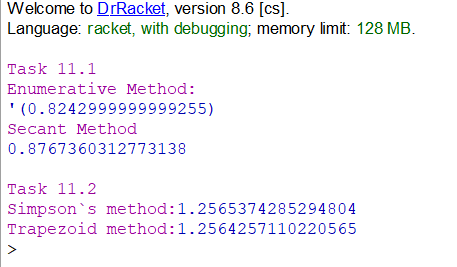 Welcome to DrRacket, version 8.6 [cs].
Language: racket, with debugging; memory limit: 128 MB.
Task 11.1
Enumerative Method:
'(0.8242999999999255)
Secant Method
0.8767360312773138
Task 11.2
Simpson`s method:1.2565374285294804
Trapezoid method:1.2564257110220565
>